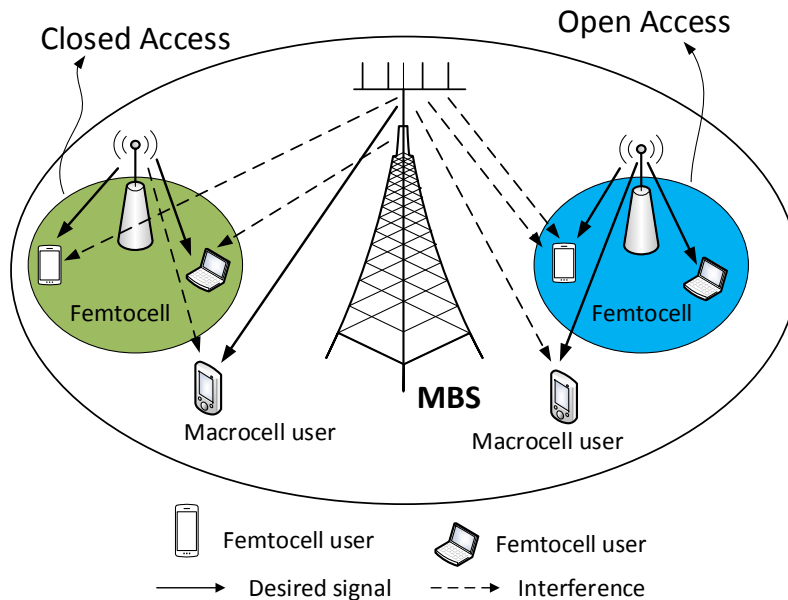 Closed Access
Open Access
Femtocell
Femtocell
MBS
Macrocell user
Macrocell user
Femtocell user
Femtocell user
Desired signal
Interference